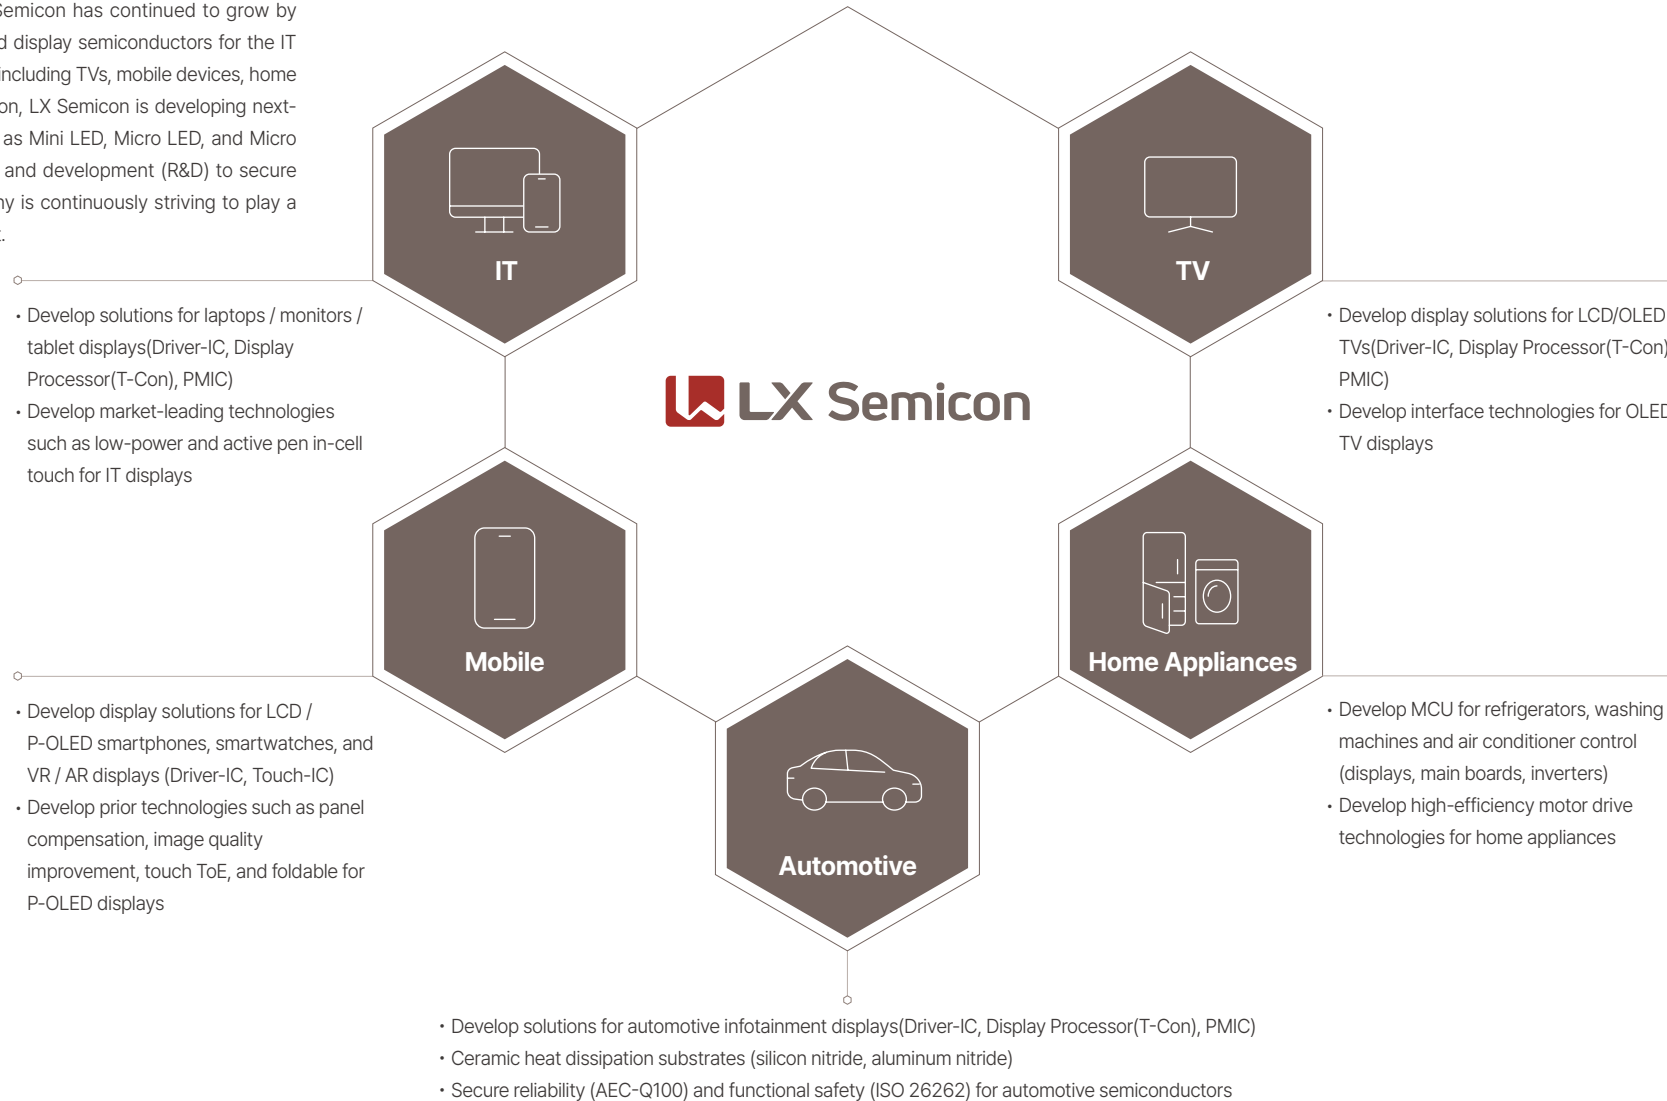 Semicon has continued to grow by
d display semiconductors for the IT
including TVs, mobile devices, home
on, LX Semicon is developing next-
as Mini LED, Micro LED, and Micro
and development (R&D) to secure
ny is continuously striving to play a
IT
TV
• Develop solutions for laptops / monitors /
tablet displays(Driver-IC, Display
Processor(T-Con), PMIC)
• Develop market-leading technologies
such as low-power and active pen in-cell
touch for IT displays
• Develop display solutions for LCD/OLED
TVs(Driver-IC, Display Processor(T-Con)
PMIC)
• Develop interface technologies for OLED
TV displays
LX Semicon
Mobile
Home Appliances
• Develop display solutions for LCD /
P-OLED smartphones, smartwatches, and
VR / AR displays (Driver-IC, Touch-IC)
• Develop prior technologies such as panel
compensation, image quality
improvement, touch ToE, and foldable for
P-OLED displays
• Develop MCU for refrigerators, washing
machines and air conditioner control
(displays, main boards, inverters)
• Develop high-efficiency motor drive
technologies for home appliances
Automotive
• Develop solutions for automotive infotainment displays(Driver-IC, Display Processor(T-Con), PMIC)
• Ceramic heat dissipation substrates (silicon nitride, aluminum nitride)
• Secure reliability (AEC-Q100) and functional safety (ISO 26262) for automotive semiconductors